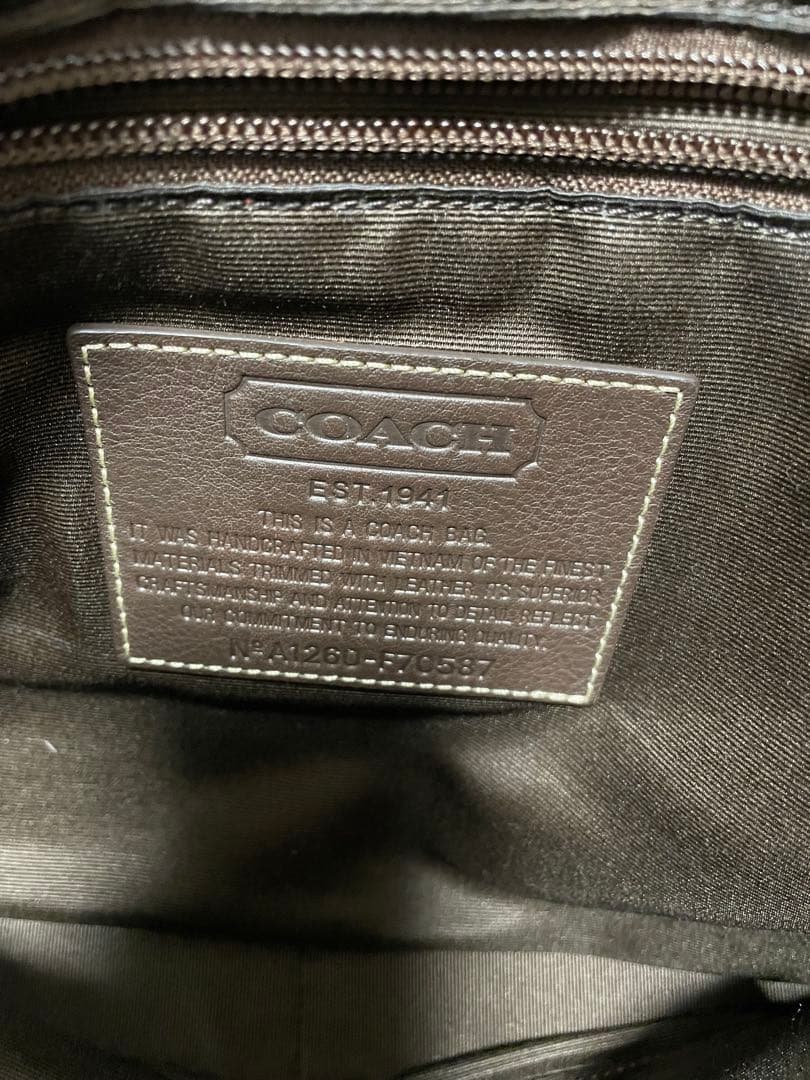 COACH
EST. 1941
THIS IS A COACH BAG.
IT WAS HANDCRAFTED IN VIETNAM OF THE FINEST
MATERIALS TRIMMED WITH LEATHER. ITS SUPERIOR
CRAFTSMANSHIP AND ATTENTION TO DETAIL REFLECT
OUR COMMITMENT TO ENDURING QUALITY.
Nº A1260-F70587